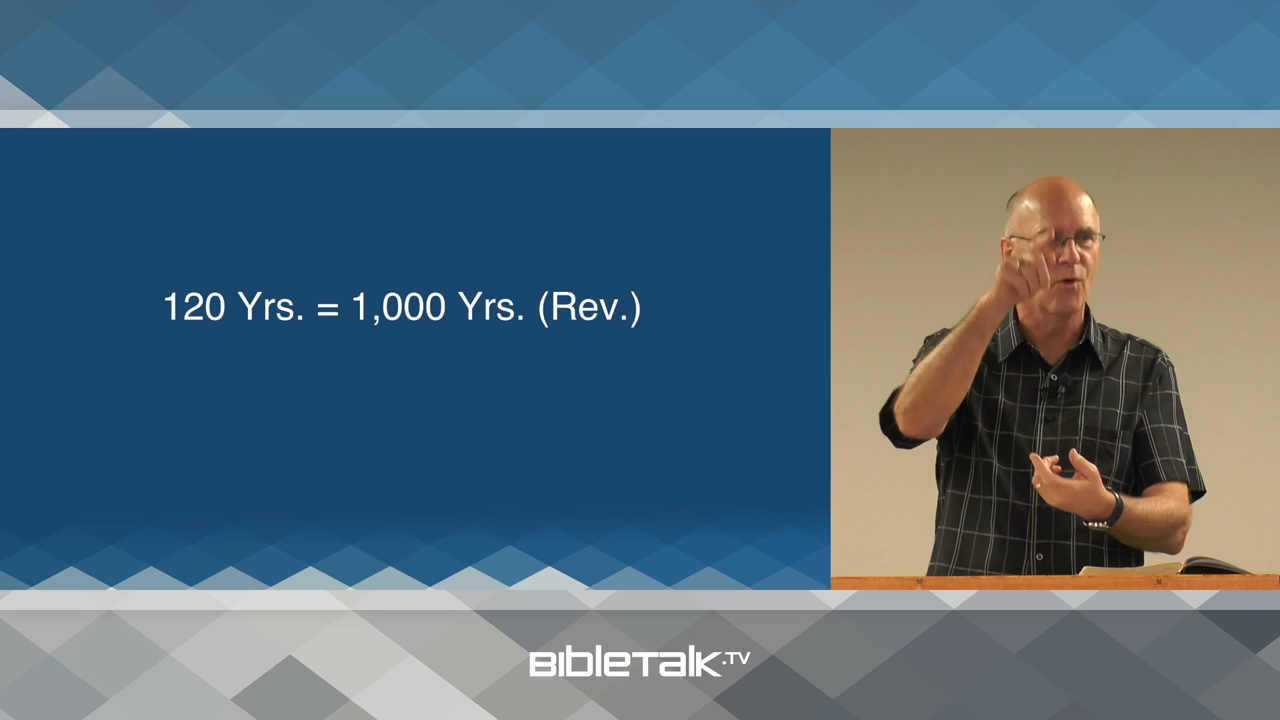 120 Yrs. = 1,000 Yrs. (Rev.)
BIBLETALK.TV